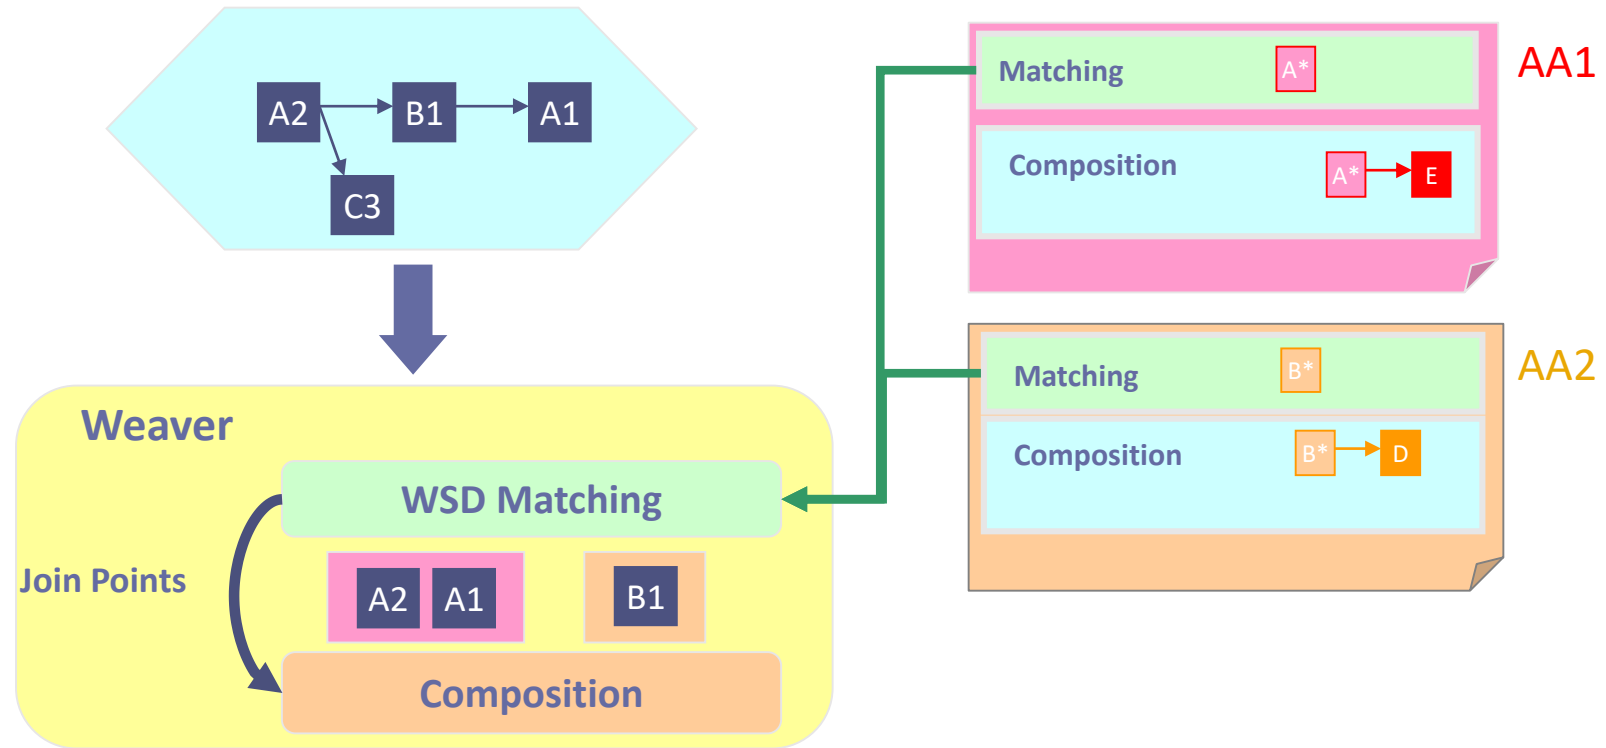 A2 B1 A1
C3
Weaver
WSD Matching
Join Points
A2 A1 B1
Composition
AA1
Matching A*
Composition A* E
AA2
Matching B*
Composition B* D